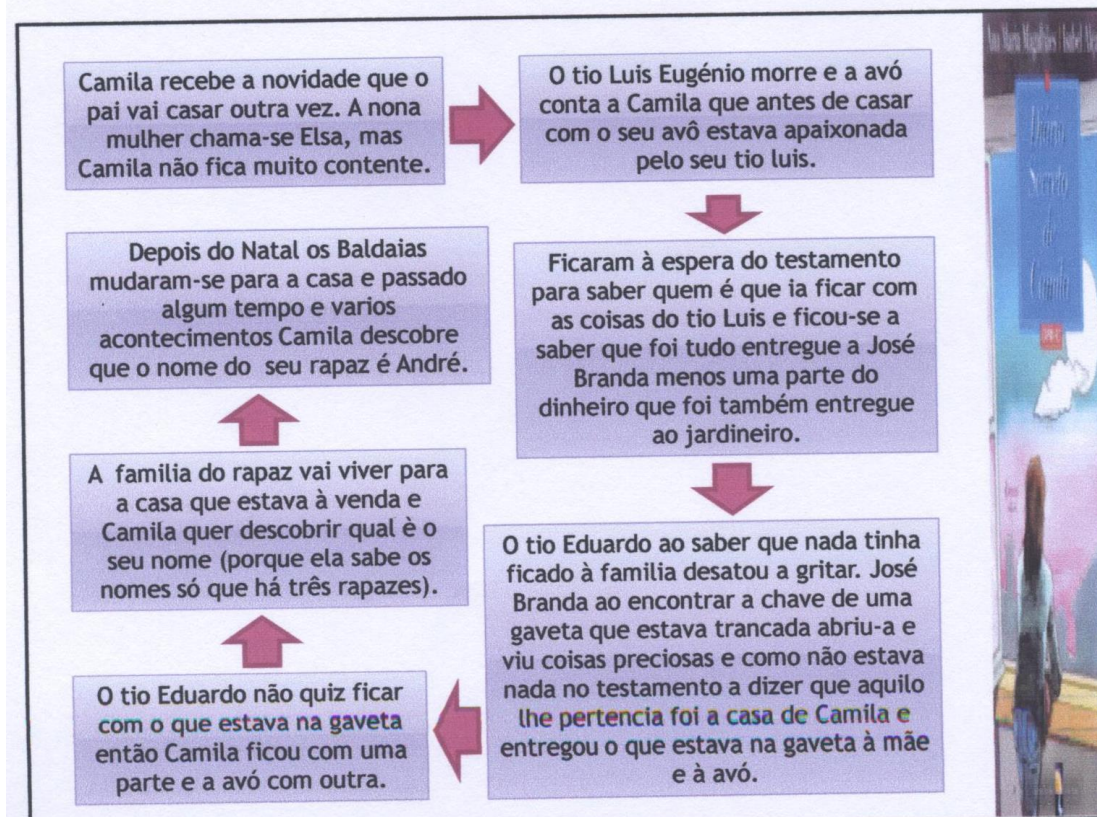 Camila recebe a novidade que o
pai vai casar outra vez. A nona
mulher chama-se Elsa, mas
Camila não fica muito contente.
O tio Luis Eugénio morre e a avó
conta a Camila que antes de casar
com o seu avô estava apaixonada
pelo seu tio luis.
Ficaram à espera do testamento
para saber quem é que ia ficar com
as coisas do tio Luis e ficou-se a
saber que foi tudo entregue a José
Branda menos uma parte do
dinheiro que foi também entregue
ao jardineiro.
O tio Eduardo ao saber que nada tinha
ficado à familia desatou a gritar. José
Branda ao encontrar a chave de uma
gaveta que estava trancada abriu-a e
viu coisas preciosas e como não estava
nada no testamento a dizer que aquilo
lhe pertencia foi a casa de Camila e
entregou o que estava na gaveta à mãe
e à avó.
O tio Eduardo não quiz ficar
com o que estava na gaveta
então Camila ficou com uma
parte e a avó com outra.
A familia do rapaz vai viver para
a casa que estava à venda e
Camila quer descobrir qual è o
seu nome (porque ela sabe os
nomes só que há três rapazes).
Depois do Natal os Baldaias
mudaram-se para a casa e passado
algum tempo e varios
acontecimentos Camila descobre
que o nome do seu rapaz é André.
Ana Maria Magalhães Isabel
Diário
Secreto
de
Camila